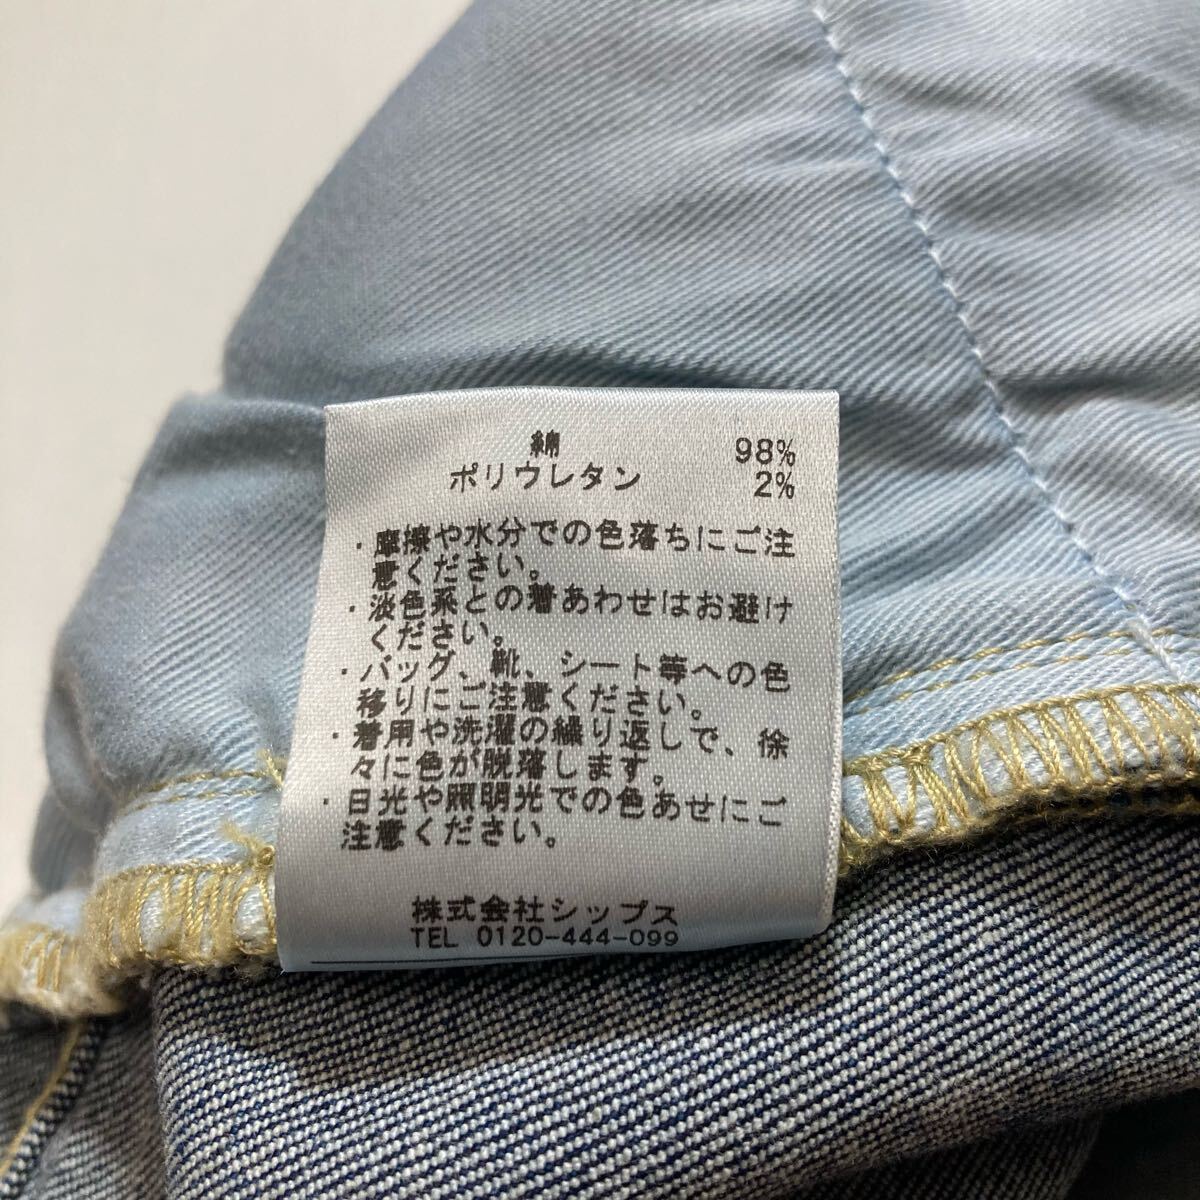 綿 98%
ポリウレタン 2%
・摩擦や水分での色落ちにご注
意ください。
・淡色系との着あわせはお避け
ください。
・バッグ、靴、シート等への色
移りにご注意ください。
・着用や洗濯の繰り返しで、徐
々に色が脱落します。
・日光や照明光での色あせにご
注意ください。
株式会社シップス
TEL 0120-444-099